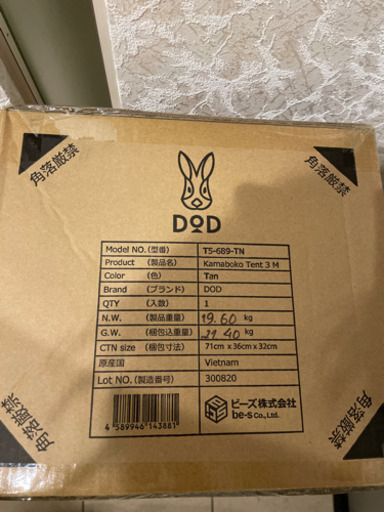 角落厳禁
角落厳禁
DOD
Model NO.(型番) T5-689-TN
Product (製品名) Kamaboko Tent 3 M
Color (色) Tan
Brand (ブランド) DOD
QTY (入数) 1
N.W. (製品重量) 19.60 kg
G.W. (梱包込重量) 21.40 kg
CTN size (梱包寸法) 71cm x 36cm x 32cm
原産国 Vietnam
Lot NO. (製造番号) 300820
4 589946 143881
ビーズ株式会社
be-s Co., Ltd.
角落厳禁
角落厳禁